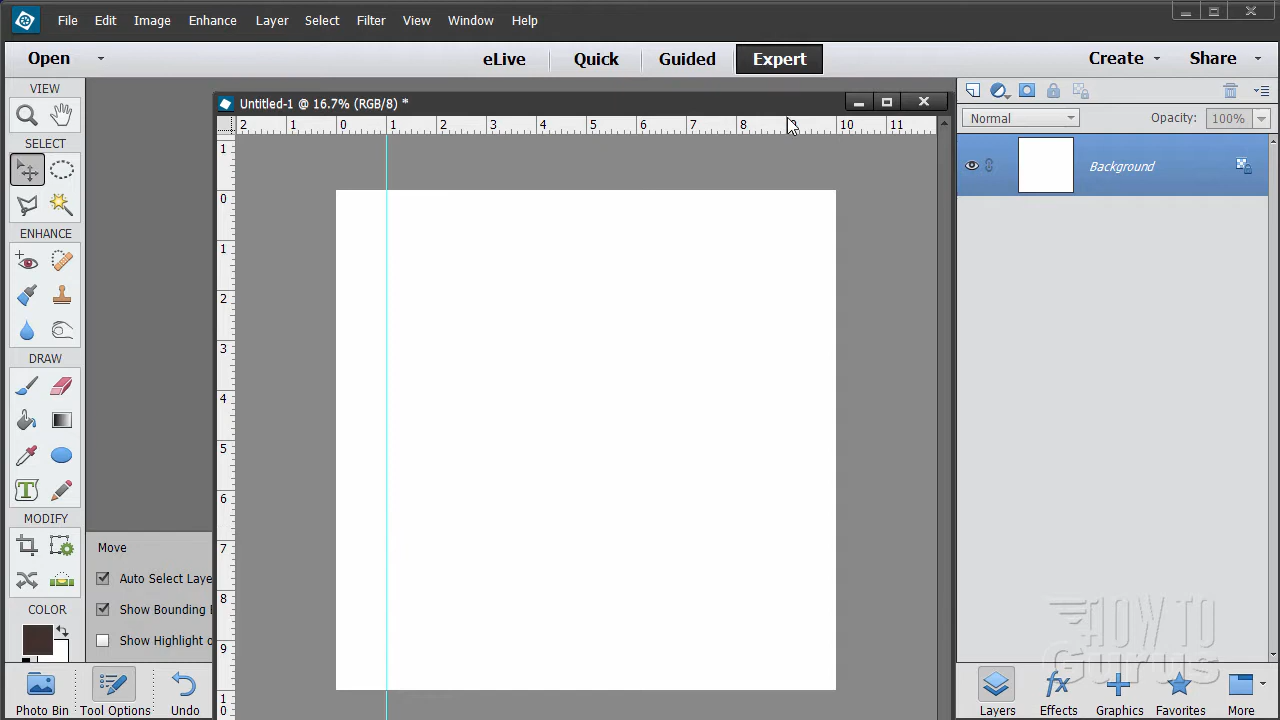 File Edit Image Enhance Layer Select Filter View Window Help
Open eLive Quick Guided Expert Create Share
VIEW
SELECT
ENHANCE
DRAW
MODIFY
COLOR
Untitled-1 @ 16.7% (RGB/8) *
2 1 0 1 2 3 4 5 6 7 8 9 10 11
1
0
1
2
3
4
5
6
7
8
9
1
0
T
Move
Auto Select Laye
Show Bounding
Show Highlight o
Photo Bin Tool Options Undo
Normal Opacity: 100%
Background
HOW TO
Gurus
fx
Layers Effects Graphics Favorites More